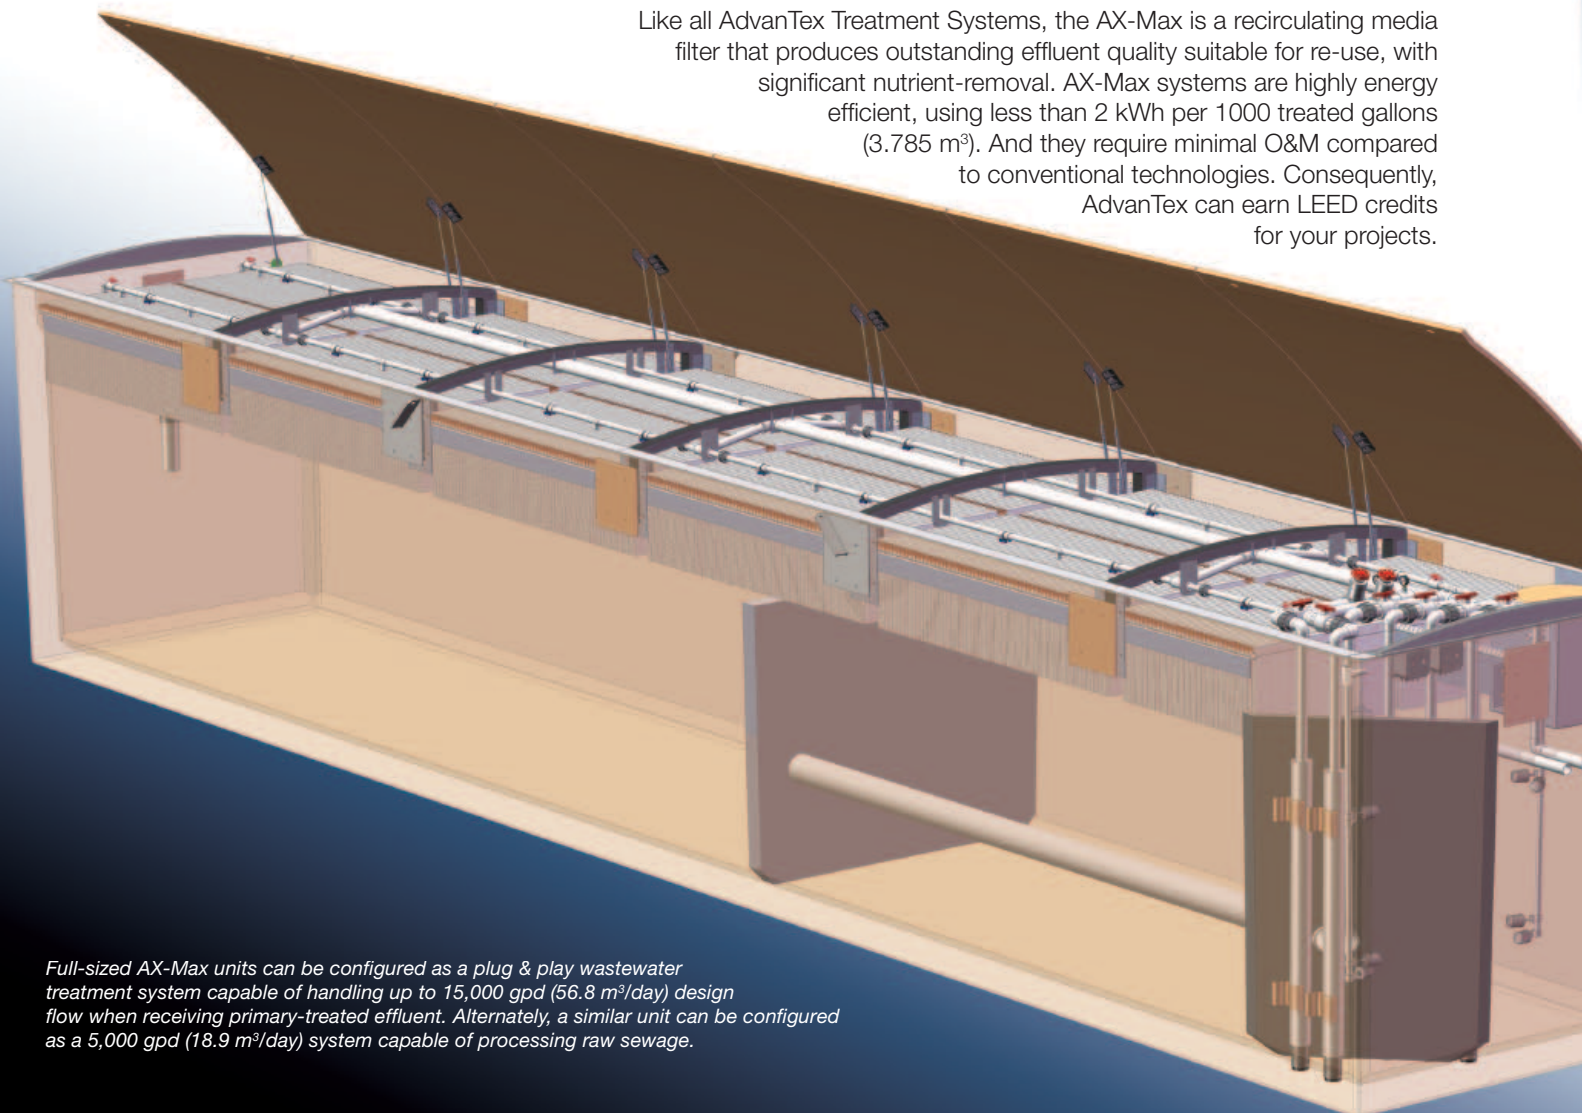 Like all AdvanTex Treatment Systems, the AX-Max is a recirculating media
filter that produces outstanding effluent quality suitable for re-use, with
significant nutrient-removal. AX-Max systems are highly energy
efficient, using less than 2 kWh per 1000 treated gallons
(3.785 m³). And they require minimal O&M compared
to conventional technologies. Consequently,
AdvanTex can earn LEED credits
for your projects.
Full-sized AX-Max units can be configured as a plug & play wastewater
treatment system capable of handling up to 15,000 gpd (56.8 m³/day) design
flow when receiving primary-treated effluent. Alternately, a similar unit can be configured
as a 5,000 gpd (18.9 m³/day) system capable of processing raw sewage.